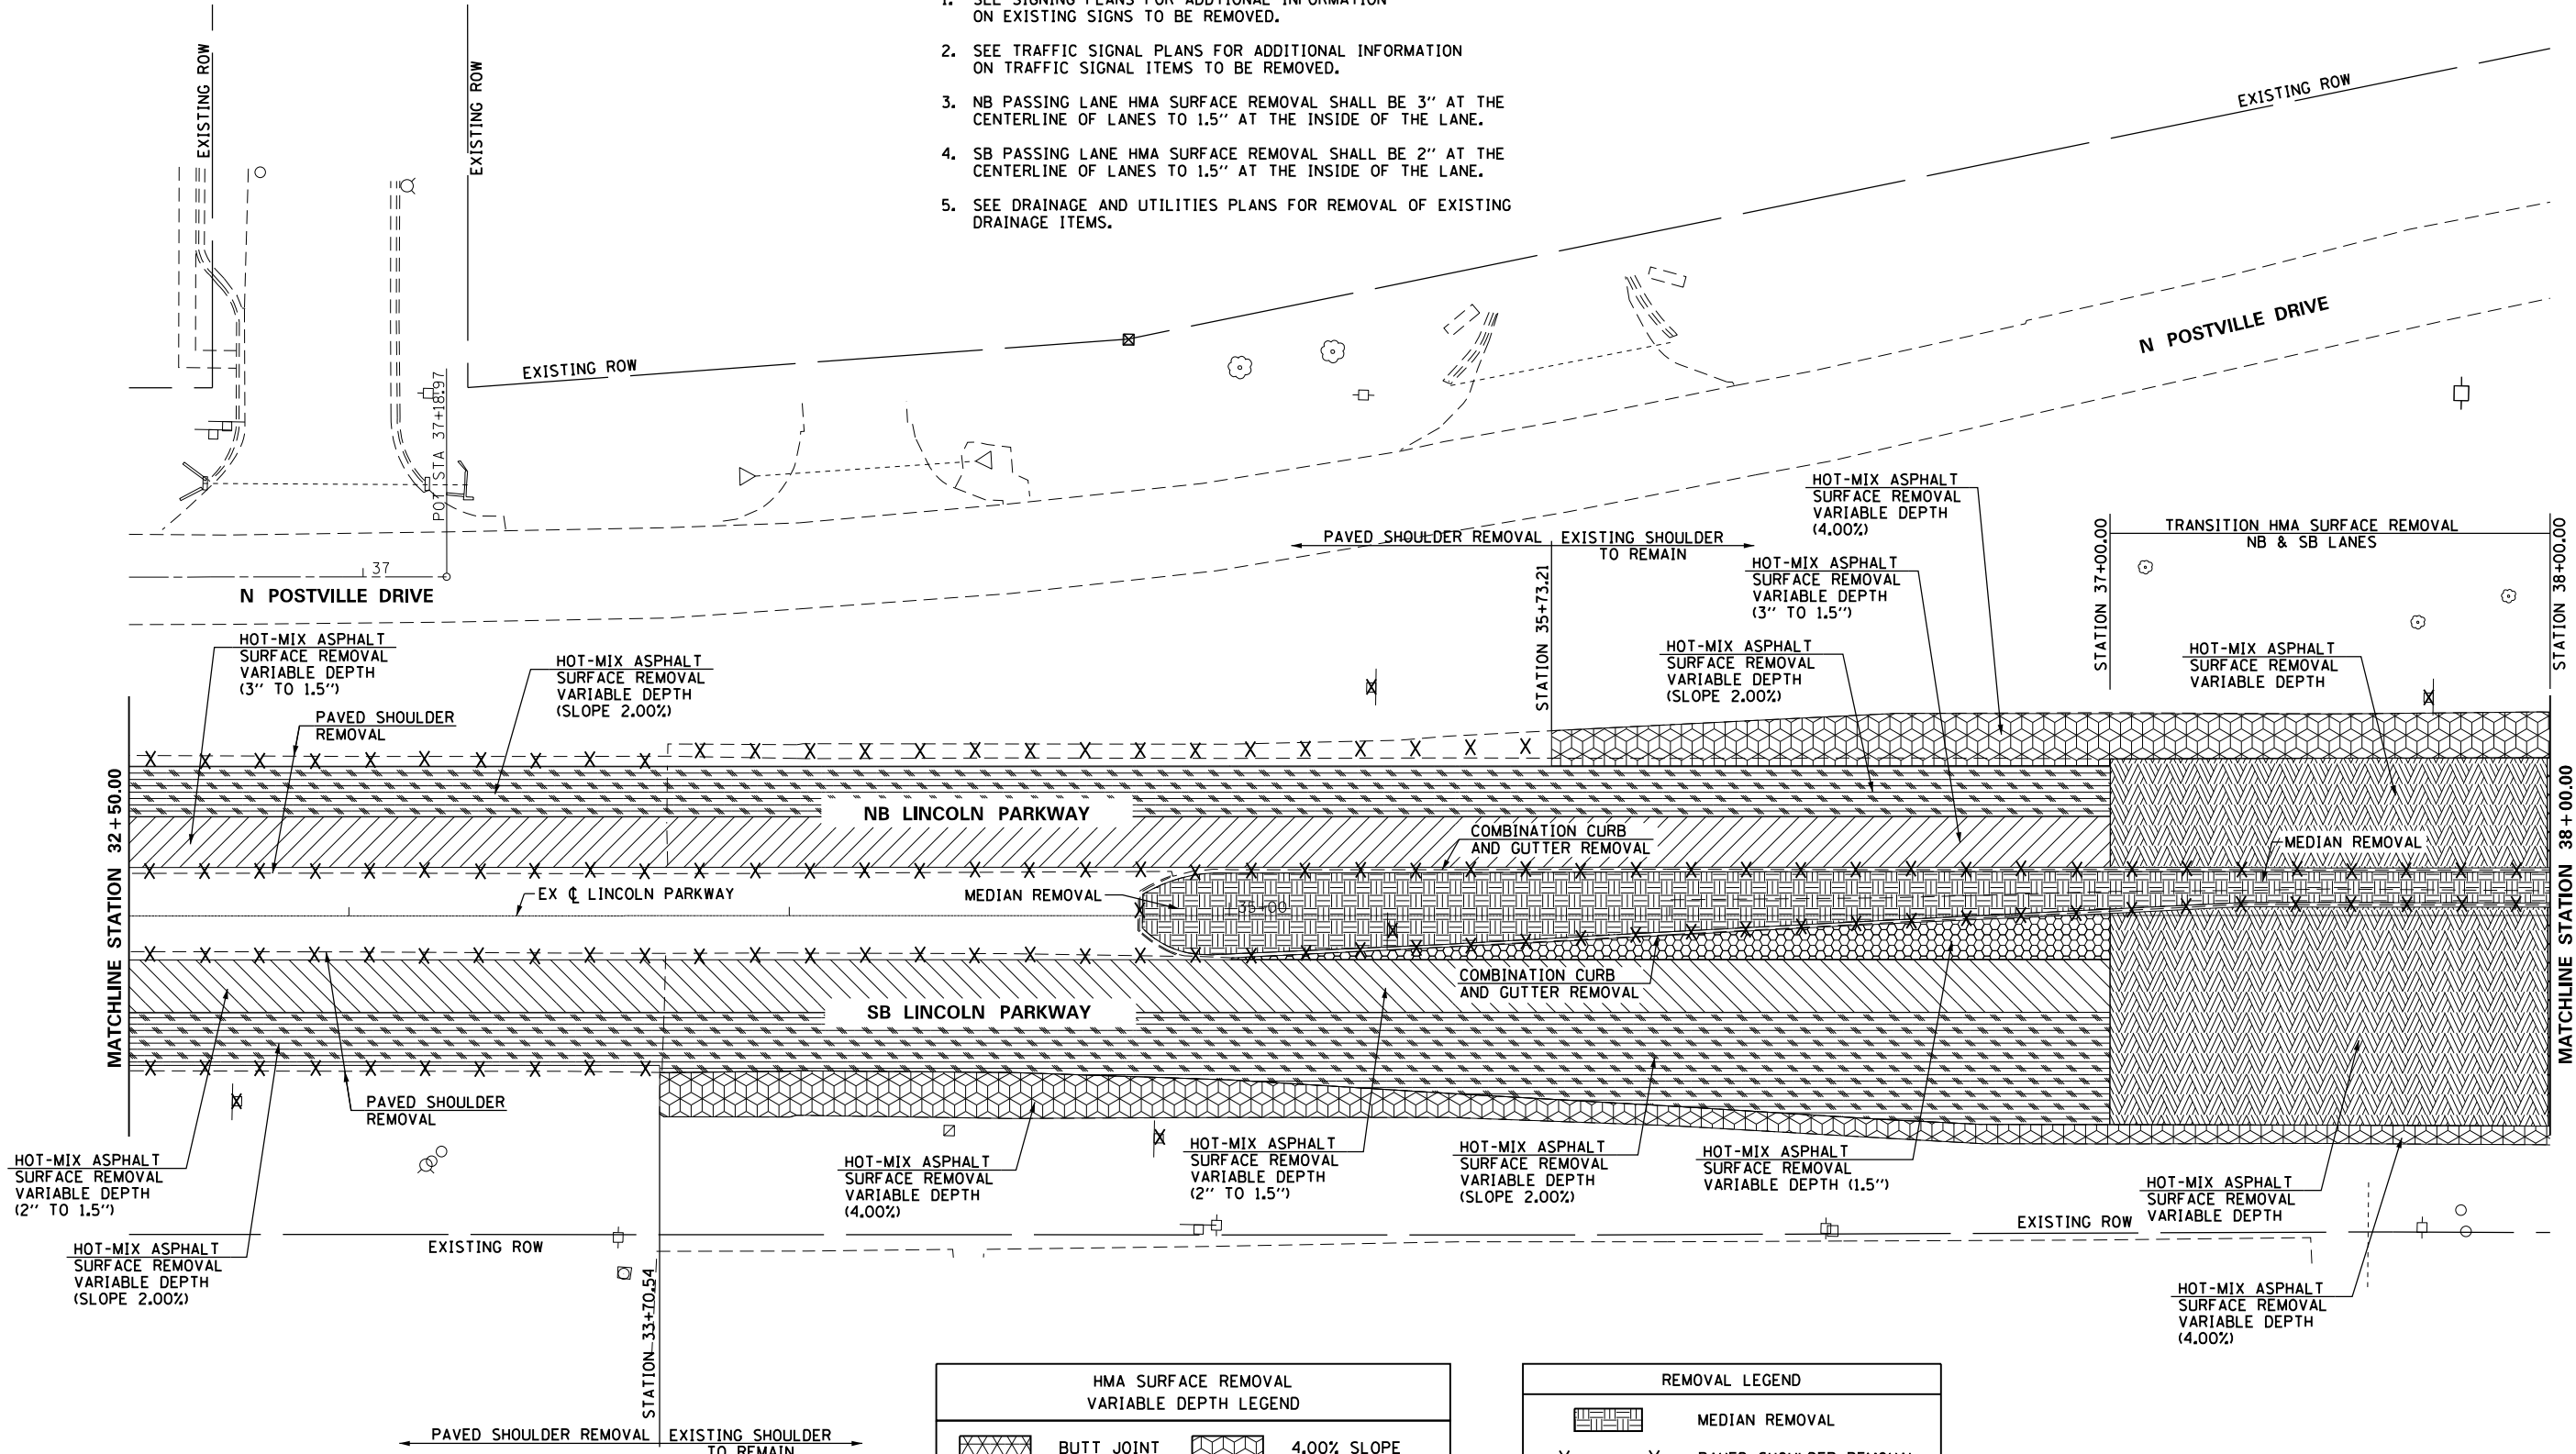 1. SEE SIGNING PLANS FOR ADDTIONAL INFORMATION
ON EXISTING SIGNS TO BE REMOVED.
2. SEE TRAFFIC SIGNAL PLANS FOR ADDITIONAL INFORMATION
ON TRAFFIC SIGNAL ITEMS TO BE REMOVED.
3. NB PASSING LANE HMA SURFACE REMOVAL SHALL BE 3'' AT THE
CENTERLINE OF LANES TO 1.5'' AT THE INSIDE OF THE LANE.
4. SB PASSING LANE HMA SURFACE REMOVAL SHALL BE 2'' AT THE
CENTERLINE OF LANES TO 1.5'' AT THE INSIDE OF THE LANE.
5. SEE DRAINAGE AND UTILITIES PLANS FOR REMOVAL OF EXISTING
DRAINAGE ITEMS.
EXISTING ROW
EXISTING ROW
EXISTING ROW
EXISTING ROW
N POSTVILLE DRIVE
POT STA 37+18.97
37
N POSTVILLE DRIVE
HOT-MIX ASPHALT
SURFACE REMOVAL
VARIABLE DEPTH
(4.00%)
PAVED SHOULDER REMOVAL
EXISTING SHOULDER
TO REMAIN
STATION 35+73.21
HOT-MIX ASPHALT
SURFACE REMOVAL
VARIABLE DEPTH
(3'' TO 1.5'')
STATION 37+00.00
TRANSITION HMA SURFACE REMOVAL
NB & SB LANES
STATION 38+00.00
HOT-MIX ASPHALT
SURFACE REMOVAL
VARIABLE DEPTH
(3'' TO 1.5'')
HOT-MIX ASPHALT
SURFACE REMOVAL
VARIABLE DEPTH
(SLOPE 2.00%)
HOT-MIX ASPHALT
SURFACE REMOVAL
VARIABLE DEPTH
(SLOPE 2.00%)
HOT-MIX ASPHALT
SURFACE REMOVAL
VARIABLE DEPTH
PAVED SHOULDER
REMOVAL
MATCHLINE STATION 32+50.00
NB LINCOLN PARKWAY
COMBINATION CURB
AND GUTTER REMOVAL
MEDIAN REMOVAL
EX ℄ LINCOLN PARKWAY
MEDIAN REMOVAL
35+00
COMBINATION CURB
AND GUTTER REMOVAL
SB LINCOLN PARKWAY
MATCHLINE STATION 38+00.00
PAVED SHOULDER
REMOVAL
HOT-MIX ASPHALT
SURFACE REMOVAL
VARIABLE DEPTH
(2'' TO 1.5'')
HOT-MIX ASPHALT
SURFACE REMOVAL
VARIABLE DEPTH
(4.00%)
HOT-MIX ASPHALT
SURFACE REMOVAL
VARIABLE DEPTH
(2'' TO 1.5'')
HOT-MIX ASPHALT
SURFACE REMOVAL
VARIABLE DEPTH
(SLOPE 2.00%)
HOT-MIX ASPHALT
SURFACE REMOVAL
VARIABLE DEPTH (1.5'')
HOT-MIX ASPHALT
SURFACE REMOVAL
VARIABLE DEPTH
EXISTING ROW
EXISTING ROW
HOT-MIX ASPHALT
SURFACE REMOVAL
VARIABLE DEPTH
(SLOPE 2.00%)
HOT-MIX ASPHALT
SURFACE REMOVAL
VARIABLE DEPTH
(4.00%)
STATION 33+70.54
PAVED SHOULDER REMOVAL
EXISTING SHOULDER
TO REMAIN
HMA SURFACE REMOVAL
VARIABLE DEPTH LEGEND
BUTT JOINT
4.00% SLOPE
REMOVAL LEGEND
MEDIAN REMOVAL
PAVED SHOULDER REMOVAL